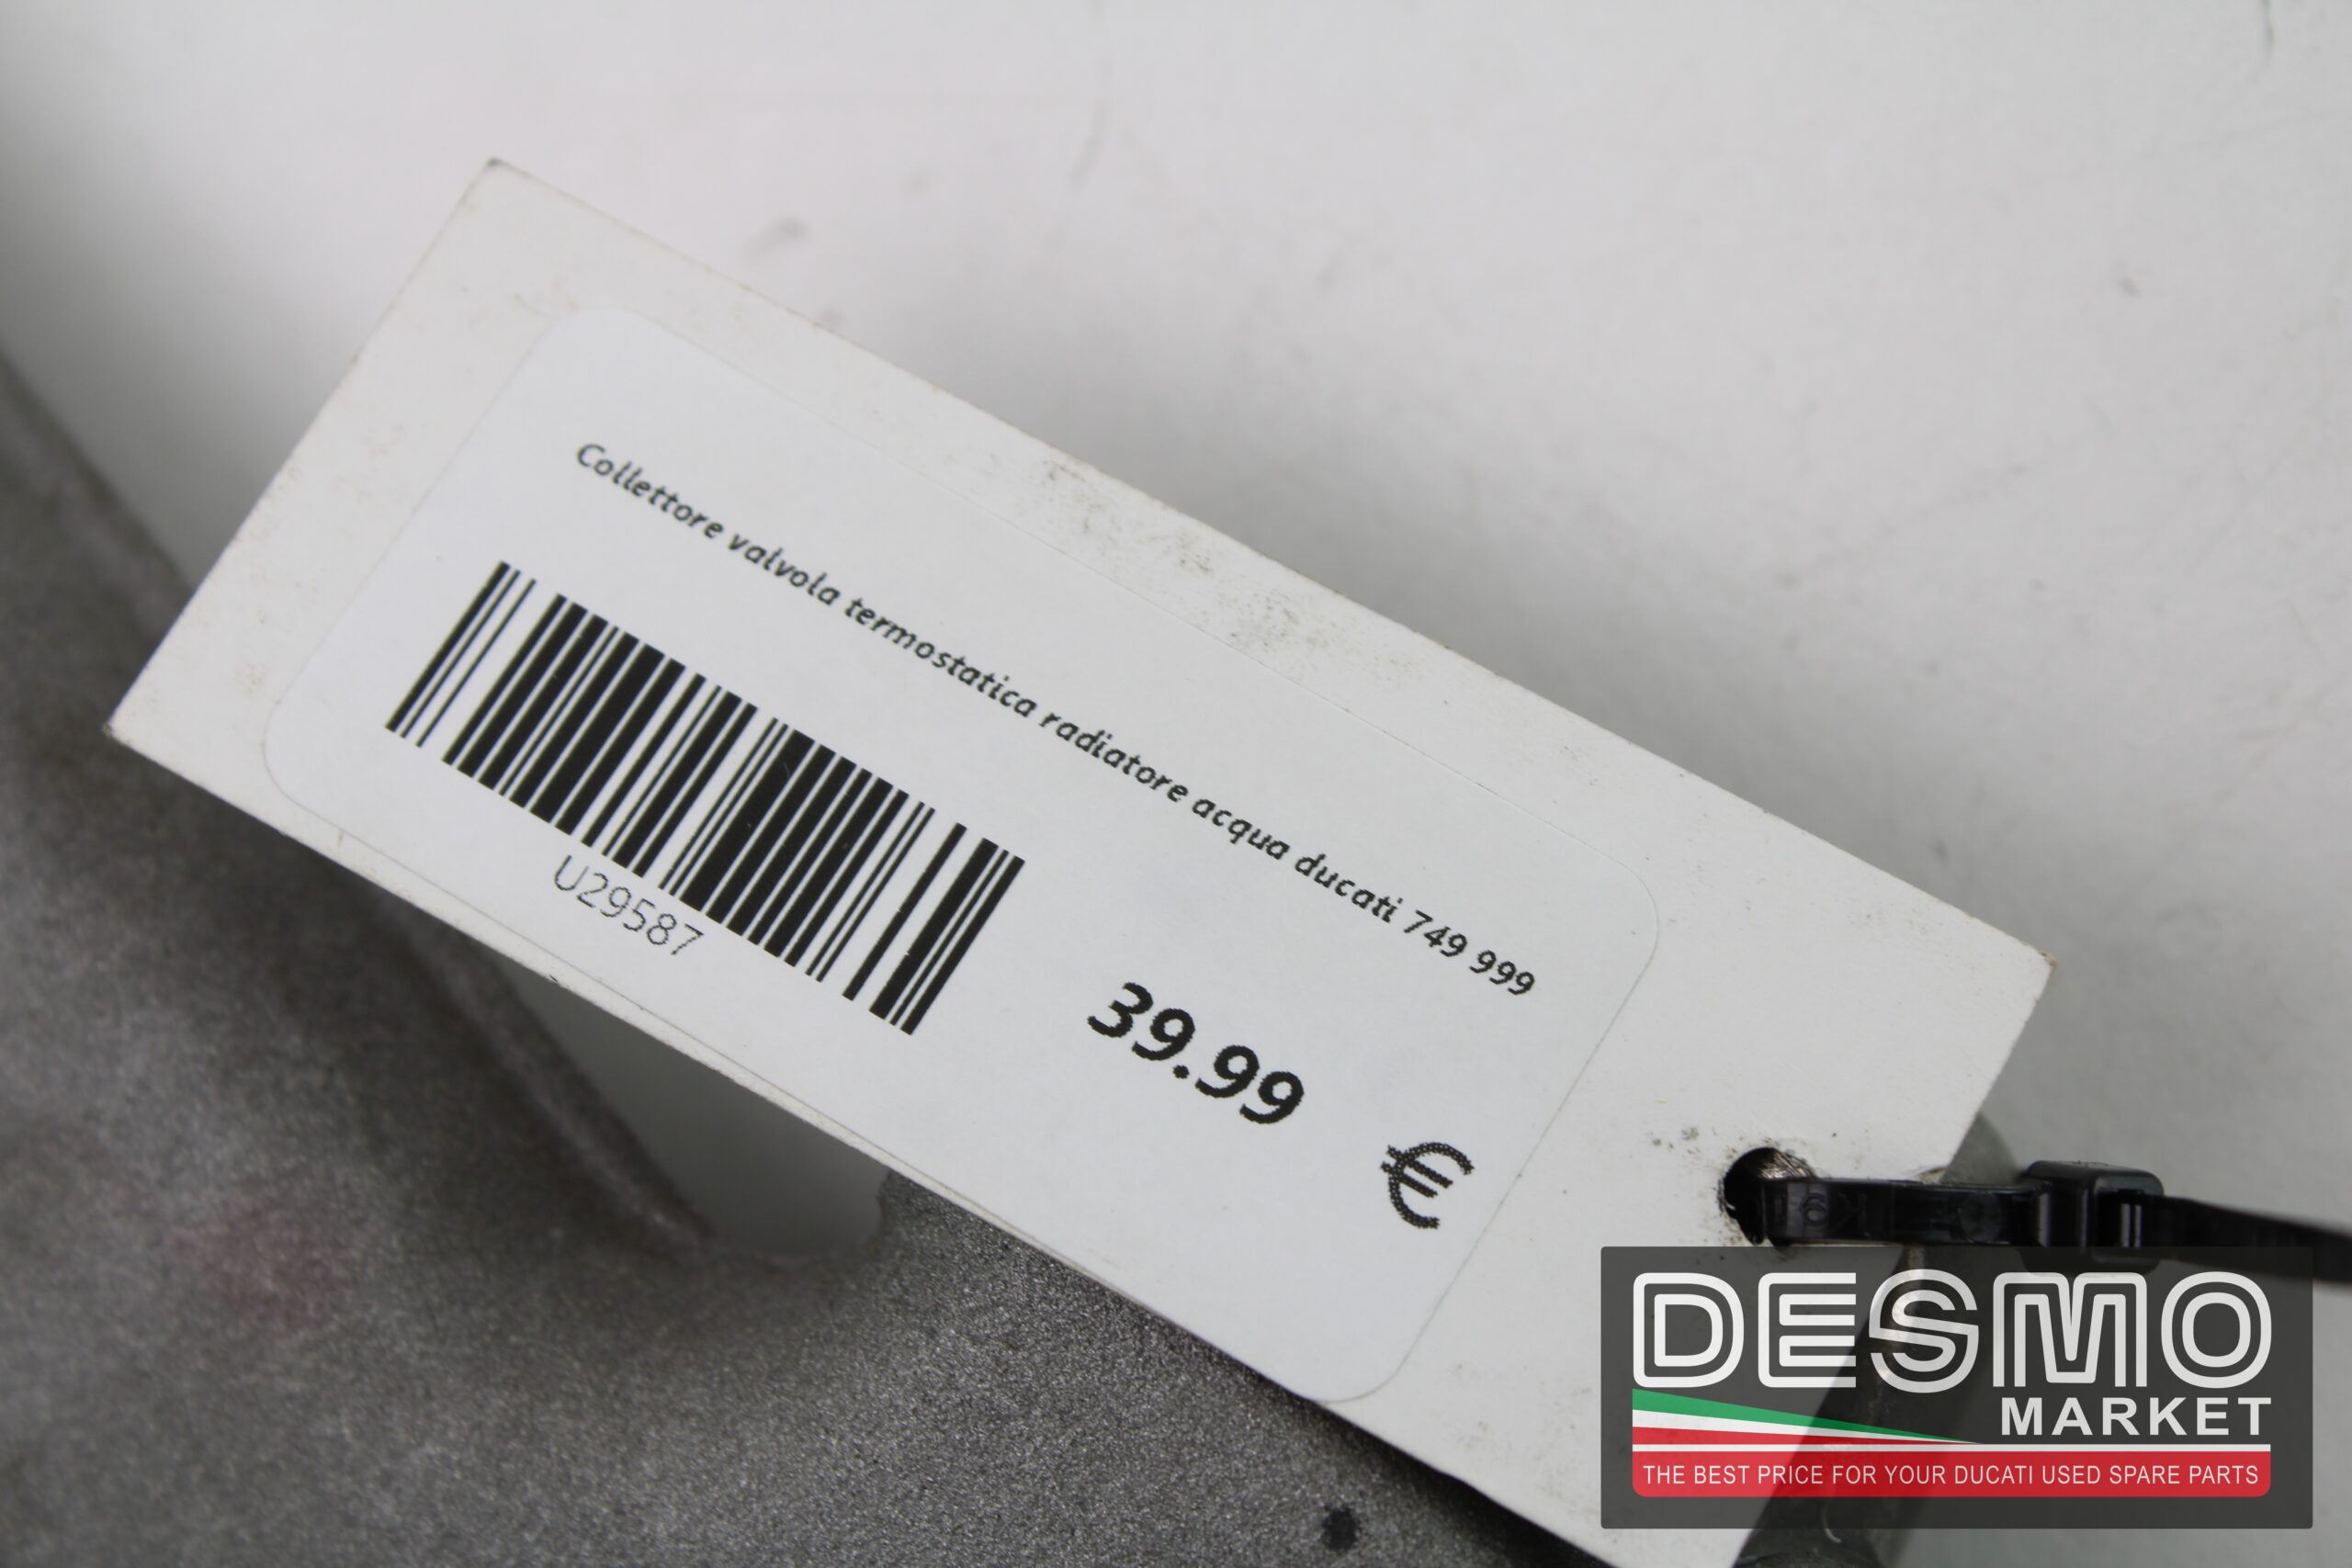 Collettore valvola termostatica radiatore acqua ducati 749 999
U29587
39.99 €
DESMO
MARKET
THE BEST PRICE FOR YOUR DUCATI USED SPARE PARTS